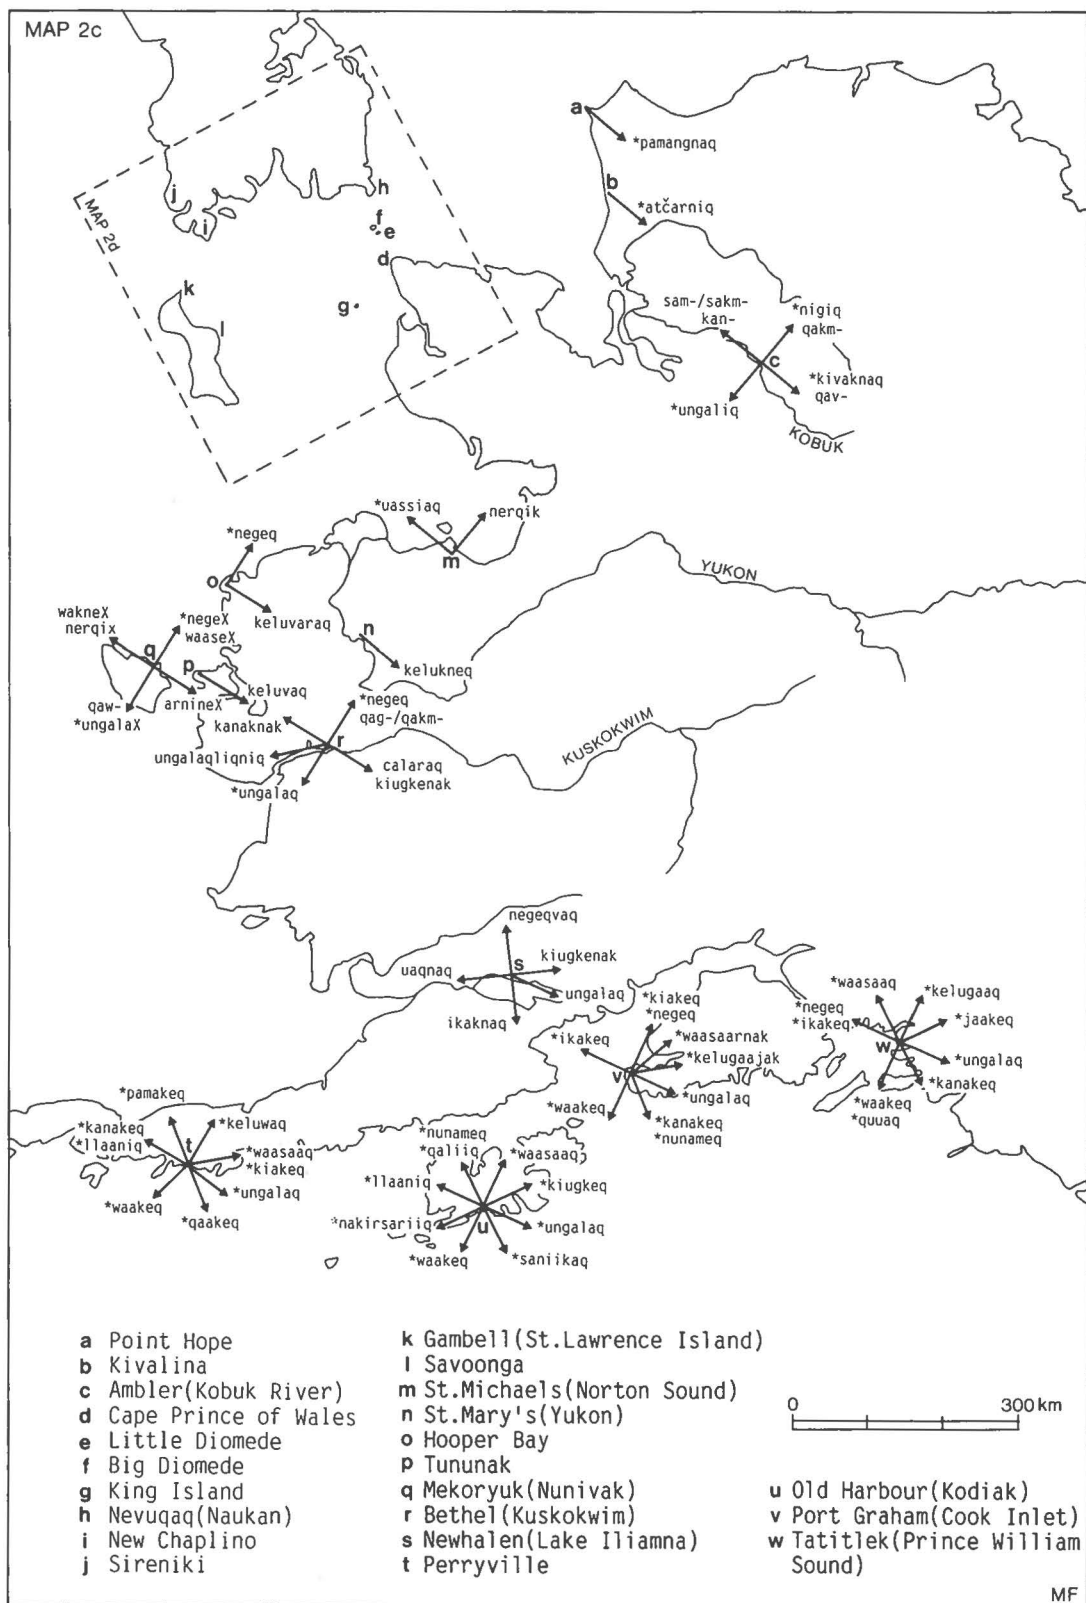 MAP 2c
a
*pamangnaq
b
*atčarniq
j
h
MAP 2d
i
f
e
d
k
g
l
sam-/sakm-
kan-
*nigiq
qakm-
c
*kivaknaq
qav-
*ungaliq
KOBUK
*uassiaq
nerqik
m
*negeq
o
keluvaraq
YUKON
wakneX
nerqix
*negeX
waaseX
q
n
kelukneq
p
keluvaq
qaw-
arnineX
*ungalaX
*negeq
qag-/qakm-
kanaknak
r
ungalaqliqniq
calaraq
kiugkenak
*ungalaq
KUSKOKWIM
negeqvaq
kiugkenak
uaqnaq
s
ungalaq
ikaknaq
*kiakeq
*negeq
*ikakeq
*waasaarnak
*kelugaajak
v
*ungalaq
*waakeq
*kanakeq
*nunameq
*waasaaq
*kelugaaq
*negeq
*ikakeq
*jaakeq
w
*ungalaq
*kanakeq
*waakeq
*quuaq
*pamakeq
*kanakeq
*llaaniq
*keluwaq
t
*waasaâq
*kiakeq
*ungalaq
*waakeq
*qaakeq
*nunameq
*qaliiq
*waasaaq
*llaaniq
*kiugkeq
*nakirsariiq
u
*ungalaq
*waakeq
*saniikaq
a Point Hope
b Kivalina
c Ambler(Kobuk River)
d Cape Prince of Wales
e Little Diomede
f Big Diomede
g King Island
h Nevuqaq(Naukan)
i New Chaplino
j Sireniki
k Gambell(St.Lawrence Island)
l Savoonga
m St.Michaels(Norton Sound)
n St.Mary's(Yukon)
o Hooper Bay
p Tununak
q Mekoryuk(Nunivak)
r Bethel(Kuskokwim)
s Newhalen(Lake Iliamna)
t Perryville
0 300 km
u Old Harbour(Kodiak)
v Port Graham(Cook Inlet)
w Tatitlek(Prince William
Sound)
MF